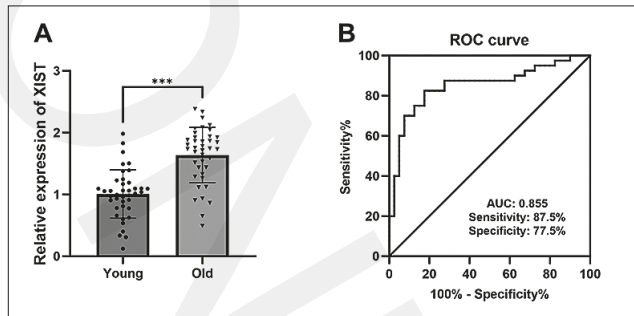 A
Relative expression of XIST
3
2
1
0
***
Young
Old
B
ROC curve
Sensitivity%
100
80
60
40
20
0
AUC: 0.855
Sensitivity: 87.5%
Specificity: 77.5%
0 20 40 60 80 100
100% - Specificity%